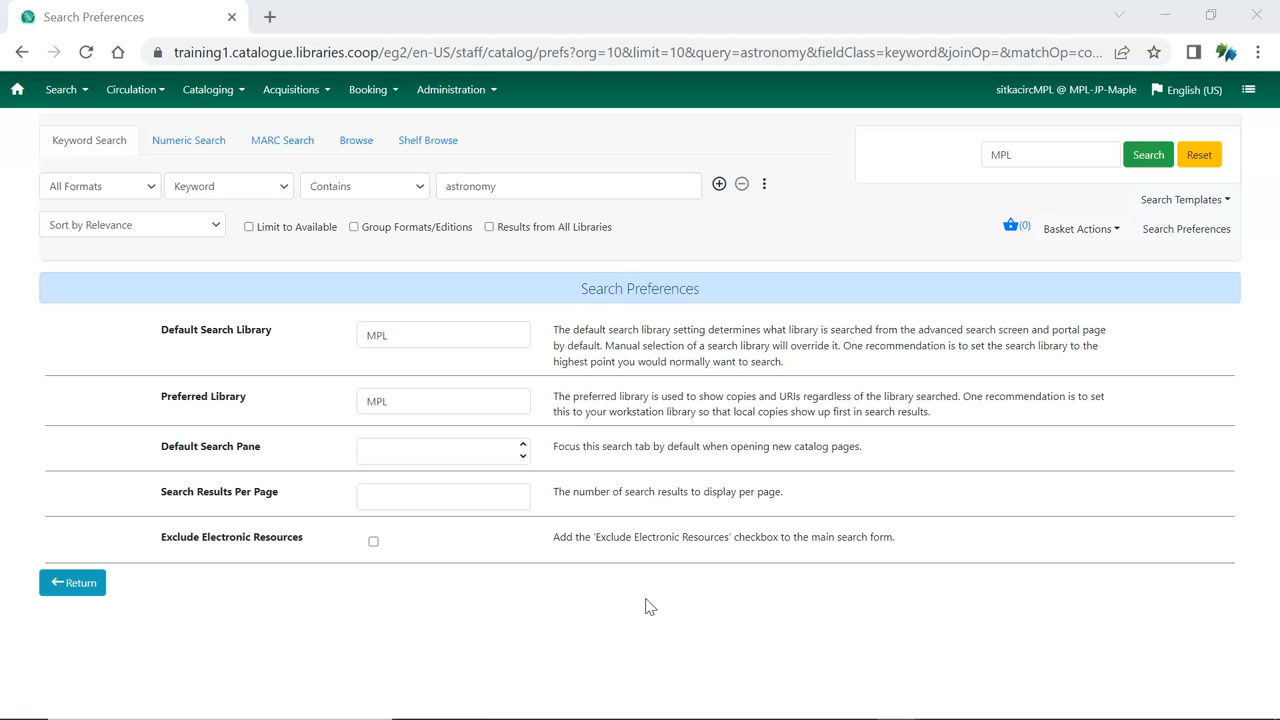 Search Preferences
training1.catalogue.libraries.coop/eg2/en-US/staff/catalog/prefs?org=10&limit=10&query=astronomy&fieldClass=keyword&joinOp=&matchOp=co...
Search Circulation Cataloging Acquisitions Booking Administration sitkacircMPL @ MPL-JP-Maple English (US)
Keyword Search Numeric Search MARC Search Browse Shelf Browse
MPL Search Reset
All Formats Keyword Contains astronomy
Search Templates
Sort by Relevance Limit to Available Group Formats/Editions Results from All Libraries
(0) Basket Actions Search Preferences
Search Preferences
Default Search Library MPL The default search library setting determines what library is searched from the advanced search screen and portal page
by default. Manual selection of a search library will override it. One recommendation is to set the search library to the
highest point you would normally want to search.
Preferred Library MPL The preferred library is used to show copies and URIs regardless of the library searched. One recommendation is to set
this to your workstation library so that local copies show up first in search results.
Default Search Pane Focus this search tab by default when opening new catalog pages.
Search Results Per Page The number of search results to display per page.
Exclude Electronic Resources Add the 'Exclude Electronic Resources' checkbox to the main search form.
Return